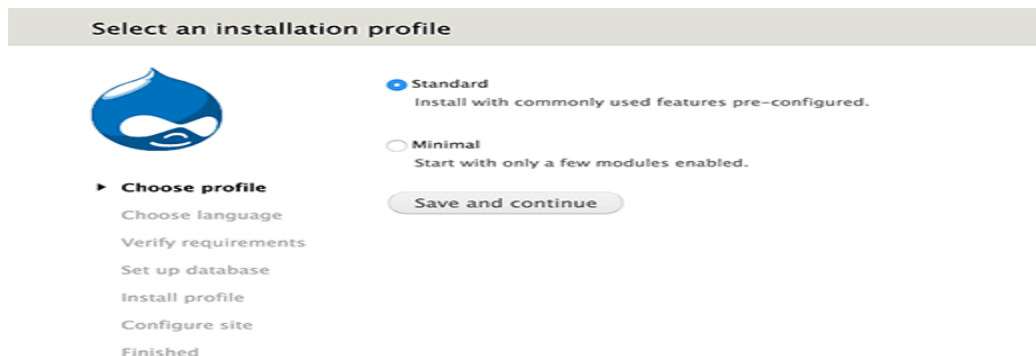 Select an installation profile
Standard
Install with commonly used features pre-configured.
Minimal
Start with only a few modules enabled.
Save and continue
Choose profile
Choose language
Verify requirements
Set up database
Install profile
Configure site
Finished